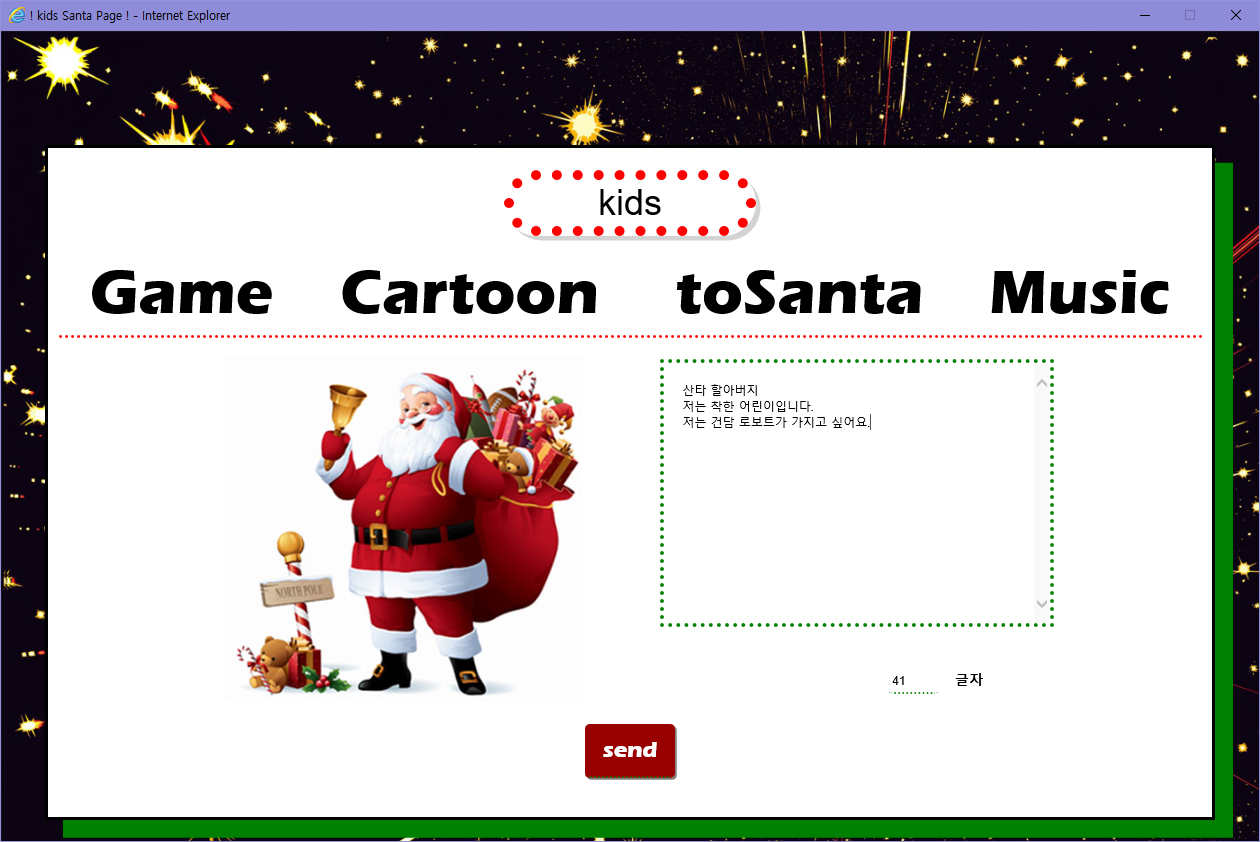 ! kids Santa Page ! - Internet Explorer
kids
Game Cartoon toSanta Music
산타 할아버지
저는 착한 어린이입니다.
저는 건담 로보트가 가지고 싶어요.
NORTH POLE
41 글자
send